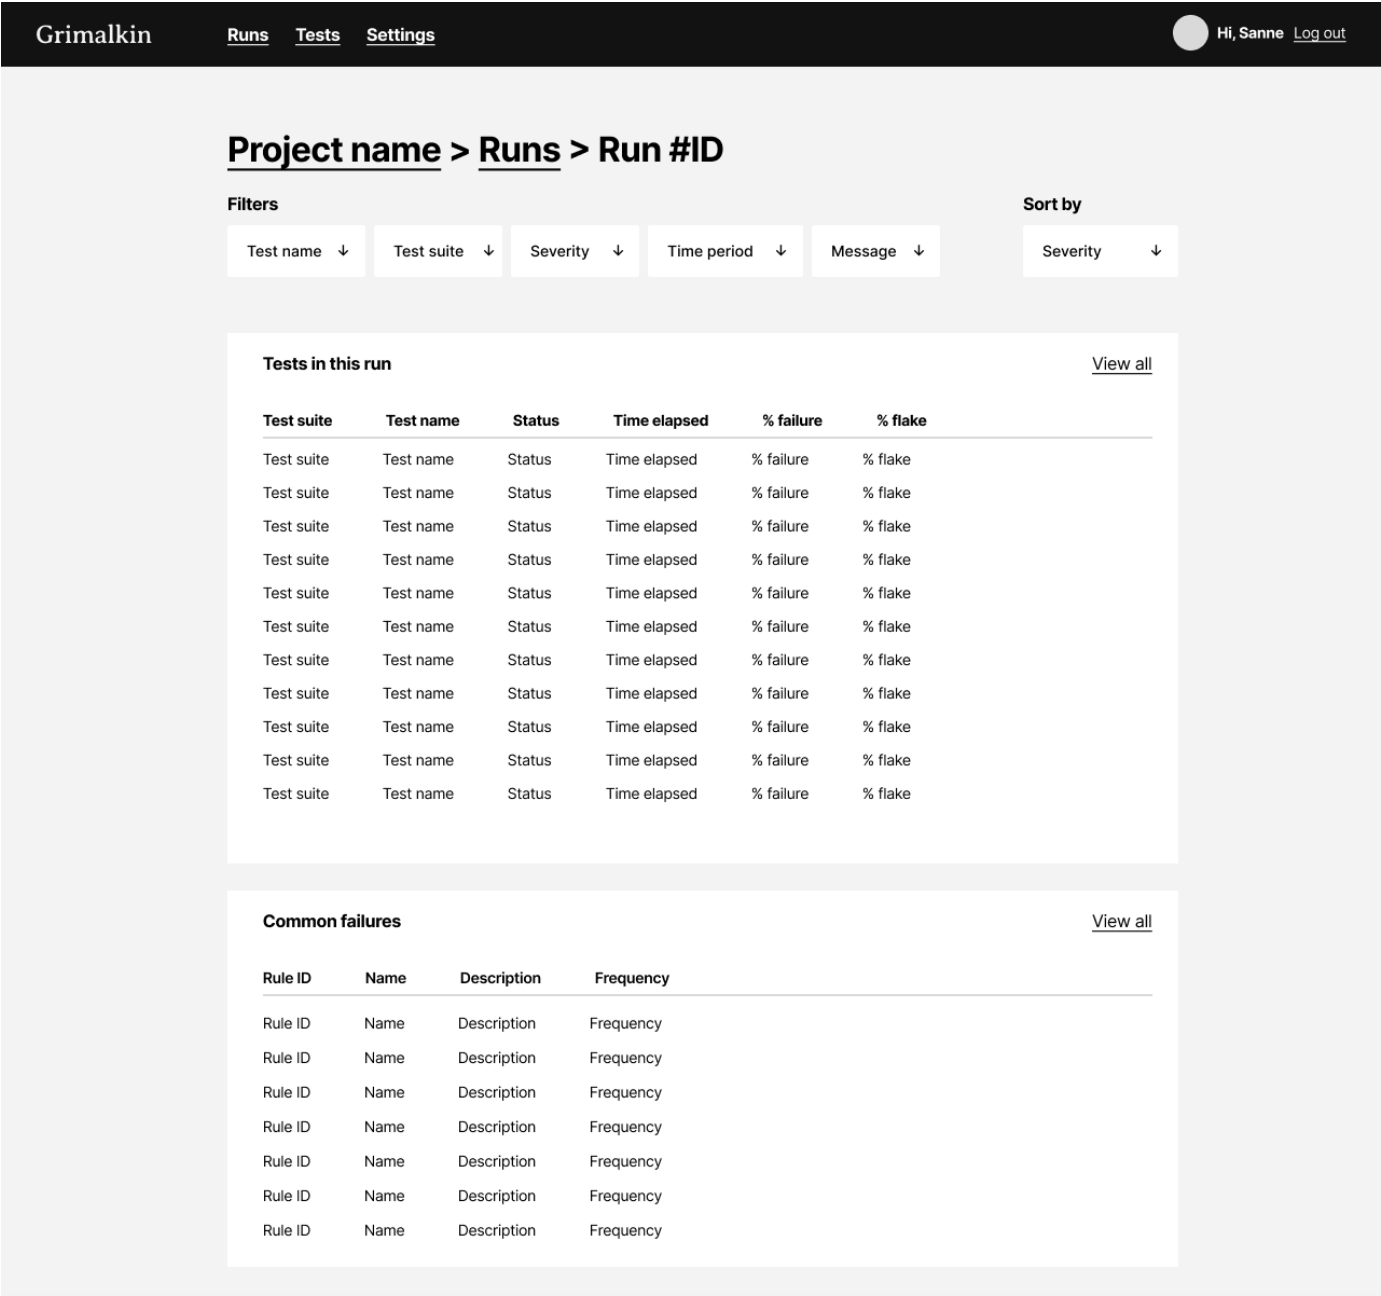 Grimalkin Runs Tests Settings Hi, Sanne Log out
Project name > Runs > Run #ID
Filters Sort by
Test name ↓ Test suite ↓ Severity ↓ Time period ↓ Message ↓ Severity ↓
Tests in this run View all
Test suite Test name Status Time elapsed % failure % flake
Test suite Test name Status Time elapsed % failure % flake
Test suite Test name Status Time elapsed % failure % flake
Test suite Test name Status Time elapsed % failure % flake
Test suite Test name Status Time elapsed % failure % flake
Test suite Test name Status Time elapsed % failure % flake
Test suite Test name Status Time elapsed % failure % flake
Test suite Test name Status Time elapsed % failure % flake
Test suite Test name Status Time elapsed % failure % flake
Test suite Test name Status Time elapsed % failure % flake
Test suite Test name Status Time elapsed % failure % flake
Test suite Test name Status Time elapsed % failure % flake
Common failures View all
Rule ID Name Description Frequency
Rule ID Name Description Frequency
Rule ID Name Description Frequency
Rule ID Name Description Frequency
Rule ID Name Description Frequency
Rule ID Name Description Frequency
Rule ID Name Description Frequency
Rule ID Name Description Frequency